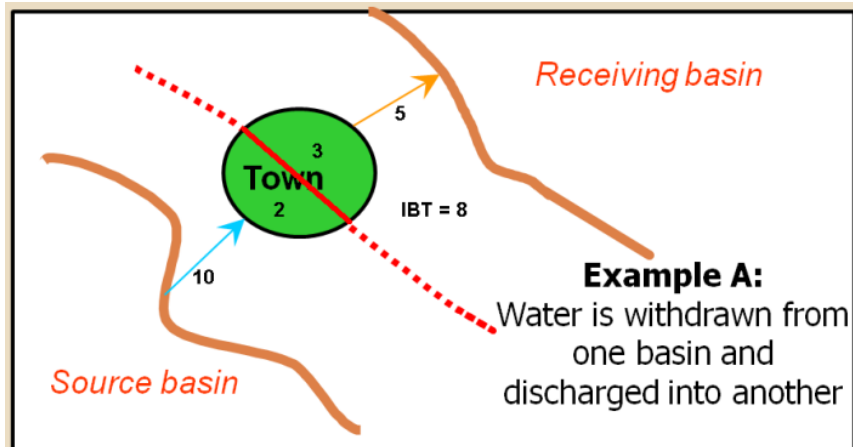 Receiving basin
5
3
Town
2
IBT = 8
10
Example A:
Water is withdrawn from
one basin and
discharged into another
Source basin